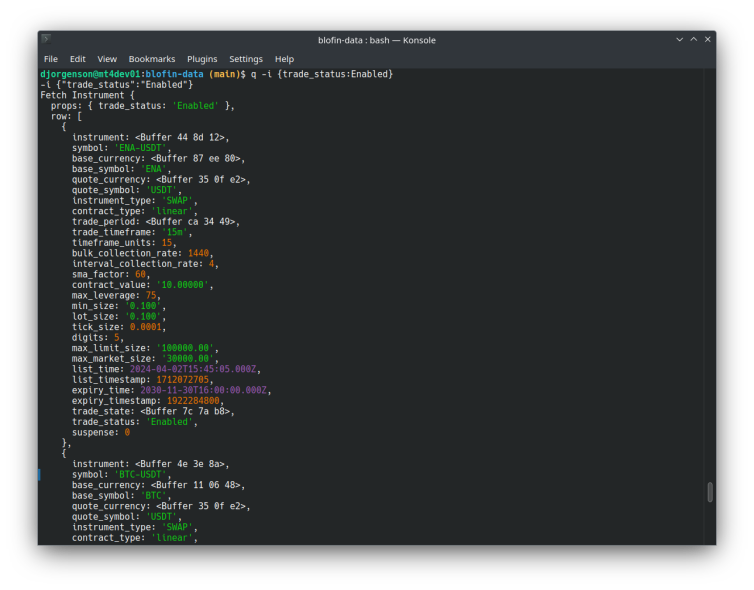 blofin-data : bash — Konsole
File Edit View Bookmarks Plugins Settings Help
djorgenson@mt4dev01:blofin-data (main)$ q -i {trade_status:Enabled}
-i {"trade_status":"Enabled"}
Fetch Instrument {
  props: { trade_status: 'Enabled' },
  row: [
    {
      instrument: <Buffer 44 8d 12>,
      symbol: 'ENA-USDT',
      base_currency: <Buffer 87 ee 80>,
      base_symbol: 'ENA',
      quote_currency: <Buffer 35 0f e2>,
      quote_symbol: 'USDT',
      instrument_type: 'SWAP',
      contract_type: 'linear',
      trade_period: <Buffer ca 34 49>,
      trade_timeframe: '15m',
      timeframe_units: 15,
      bulk_collection_rate: 1440,
      interval_collection_rate: 4,
      sma_factor: 60,
      contract_value: '10.00000',
      max_leverage: 75,
      min_size: '0.100',
      lot_size: '0.100',
      tick_size: 0.0001,
      digits: 5,
      max_limit_size: '100000.00',
      max_market_size: '30000.00',
      list_time: 2024-04-02T15:45:05.000Z,
      list_timestamp: 1712072705,
      expiry_time: 2030-11-30T16:00:00.000Z,
      expiry_timestamp: 1922284800,
      trade_state: <Buffer 7c 7a b8>,
      trade_status: 'Enabled',
      suspense: 0
    },
    {
      instrument: <Buffer 4e 3e 8a>,
      symbol: 'BTC-USDT',
      base_currency: <Buffer 11 06 48>,
      base_symbol: 'BTC',
      quote_currency: <Buffer 35 0f e2>,
      quote_symbol: 'USDT',
      instrument_type: 'SWAP',
      contract_type: 'linear',